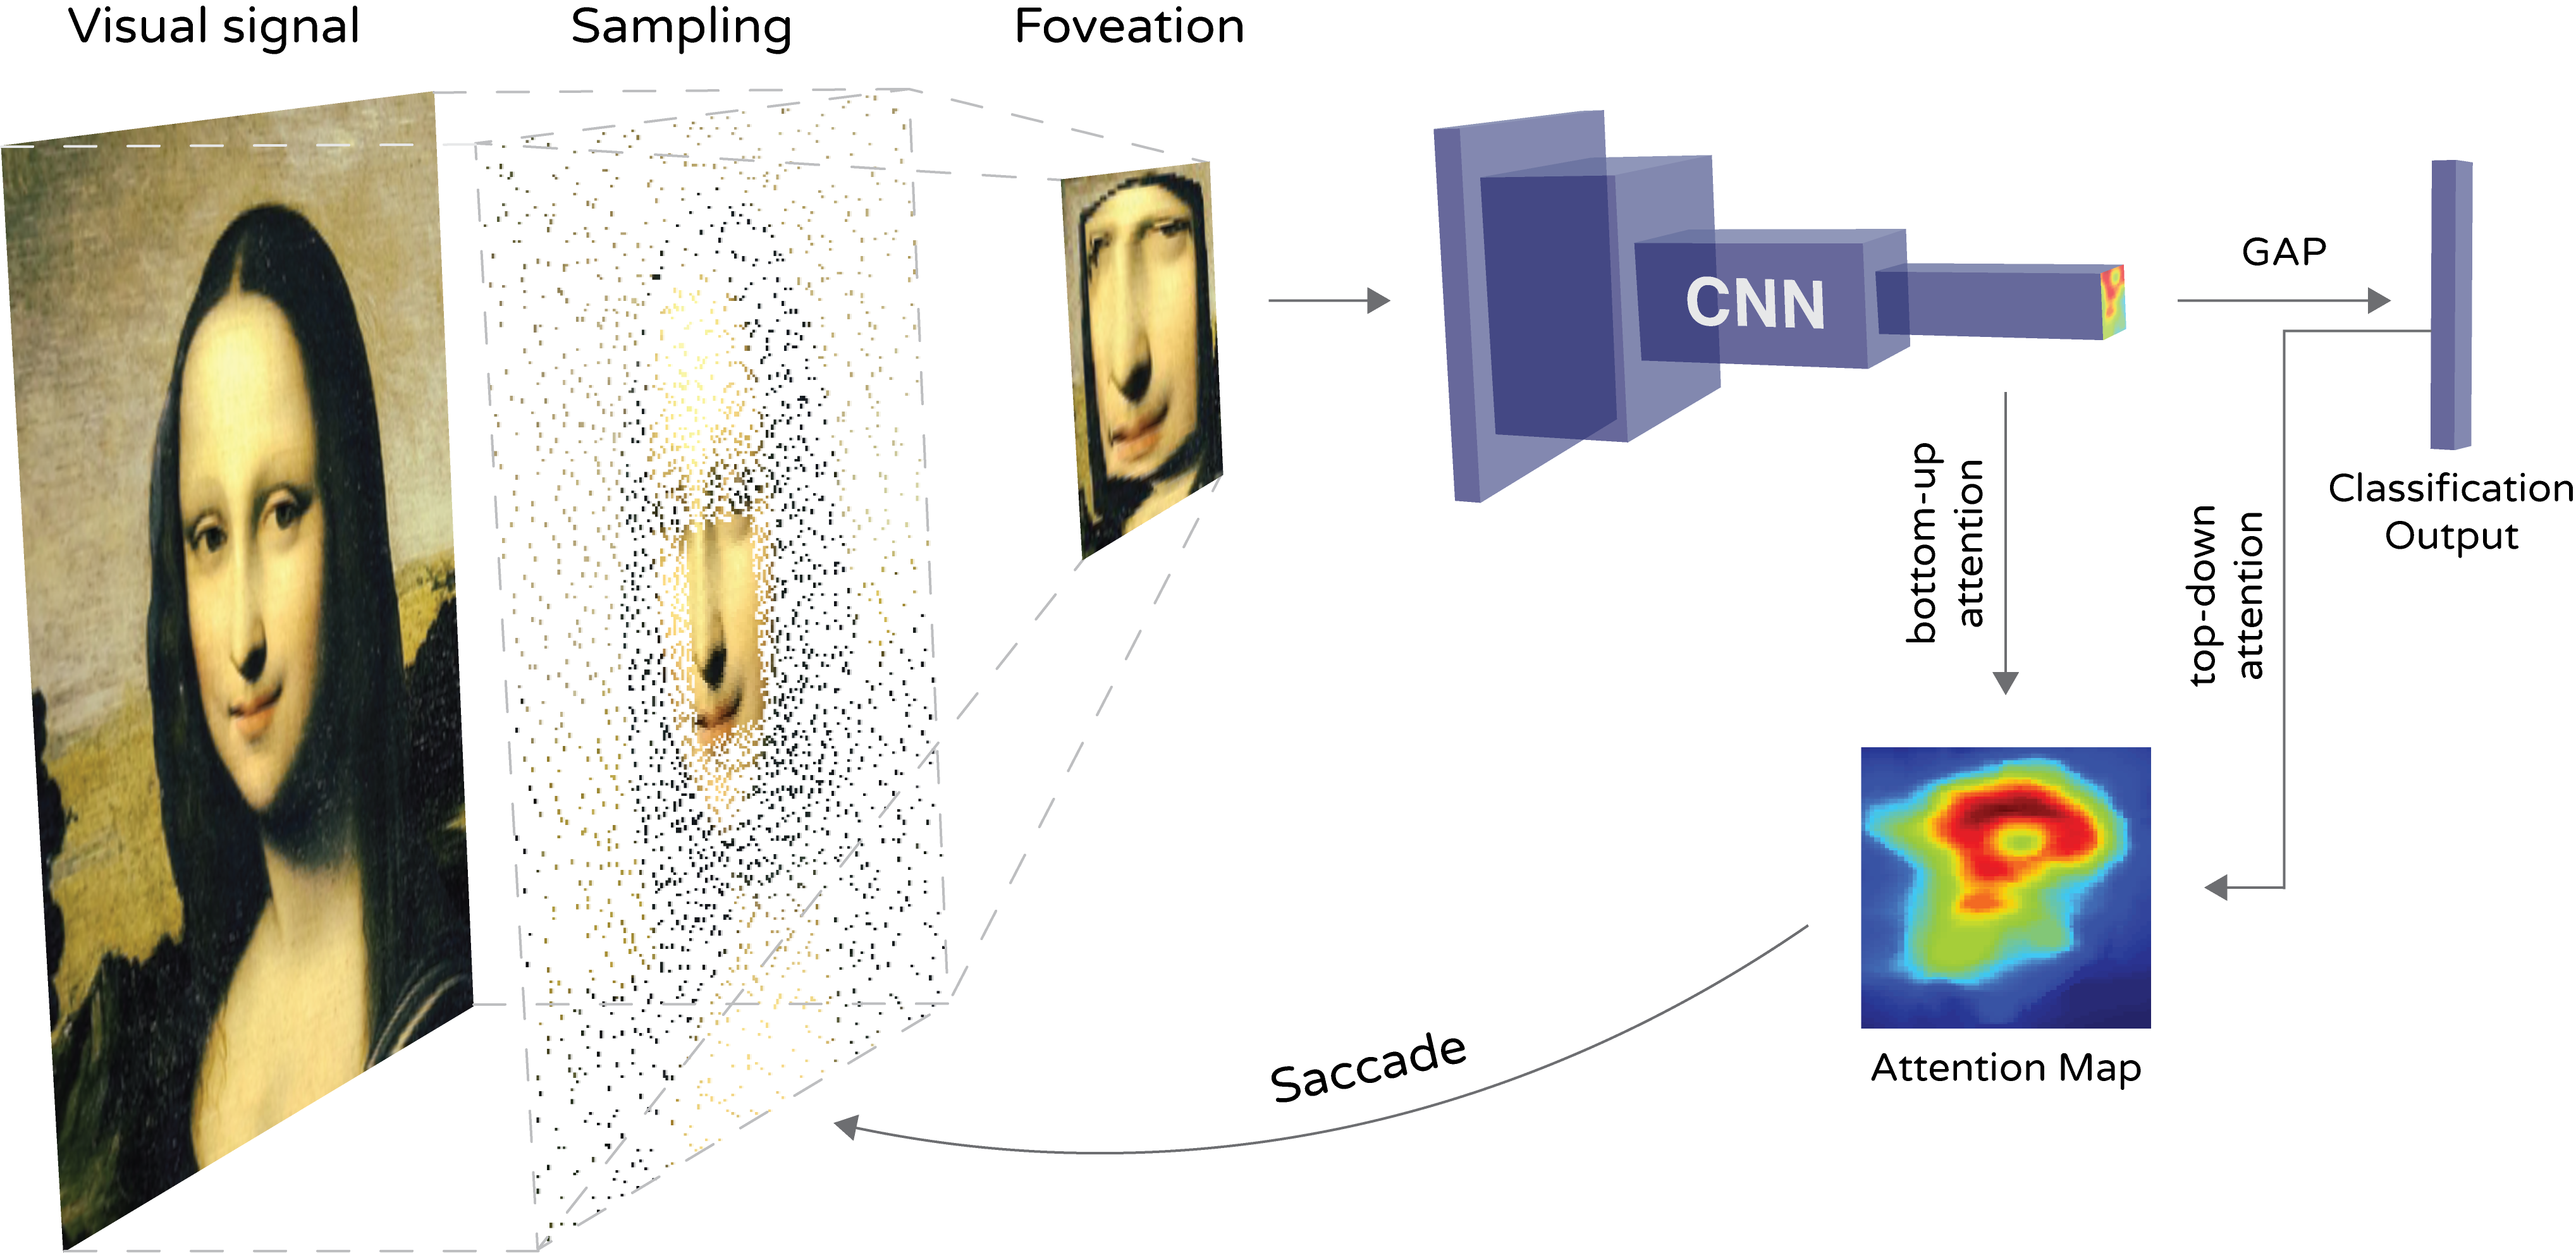 Visual signal
Sampling
Foveation
CNN
GAP
Classification
Output
bottom-up
attention
top-down
attention
Attention Map
Saccade